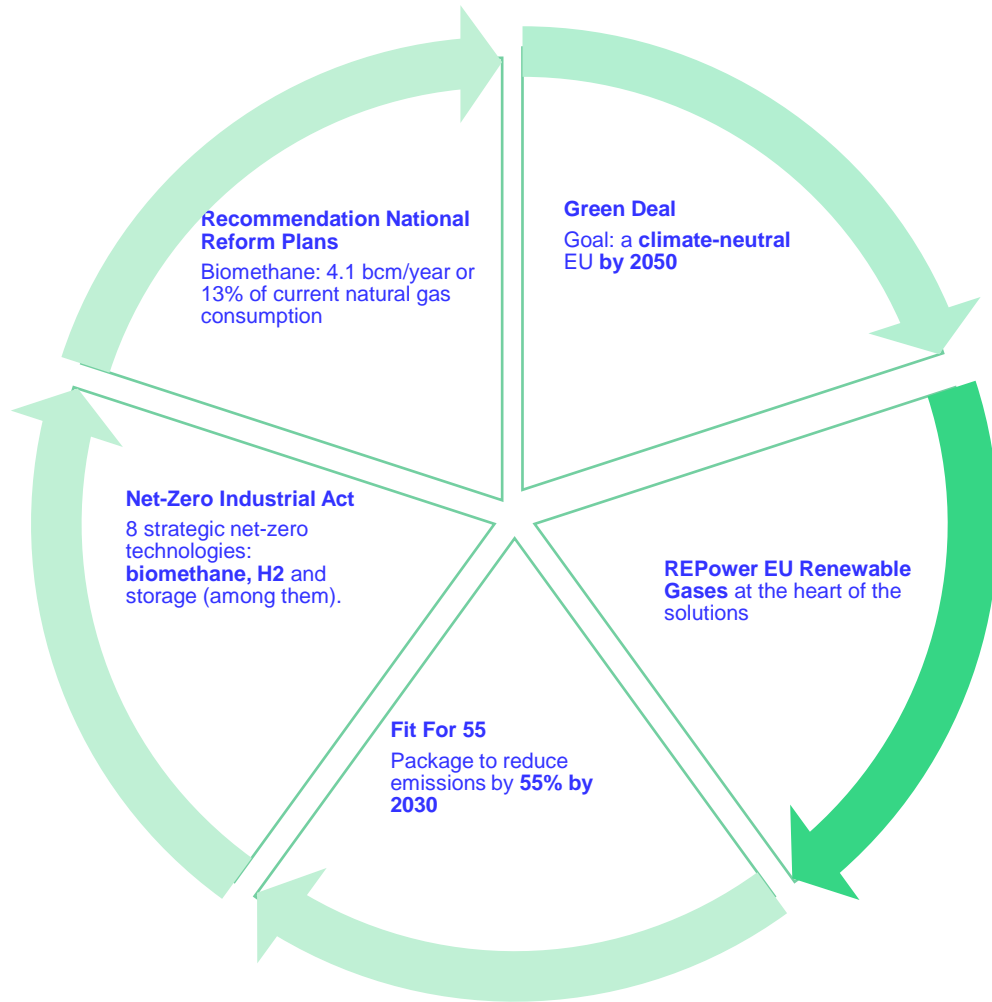 Green Deal
Goal: a climate-neutral
EU by 2050
REPower EU Renewable
Gases at the heart of the
solutions
Fit For 55
Package to reduce
emissions by 55% by
2030
Net-Zero Industrial Act
8 strategic net-zero
technologies:
biomethane, H2 and
storage (among them).
Recommendation National
Reform Plans
Biomethane: 4.1 bcm/year or
13% of current natural gas
consumption